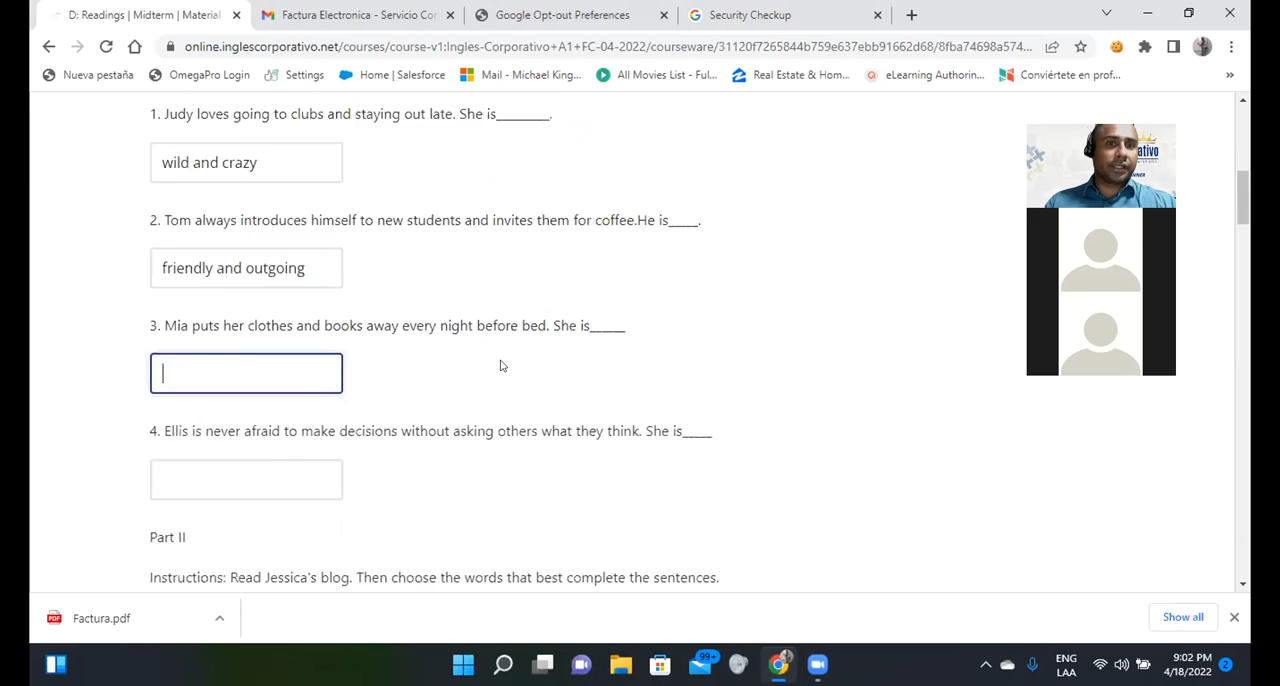 D: Readings | Midterm | Material
Factura Electronica - Servicio Cor
Google Opt-out Preferences
Security Checkup
online.inglescorporativo.net/courses/course-v1:Ingles-Corporativo+A1+FC-04-2022/courseware/31120f7265844b759e637ebb91662d68/8fba74698a574...
Nueva pestaña
OmegaPro Login
Settings
Home | Salesforce
Mail - Michael King...
All Movies List - Ful...
Real Estate & Hom...
eLearning Authorin...
Conviértete en prof...
»
1. Judy loves going to clubs and staying out late. She is_________.
wild and crazy
2. Tom always introduces himself to new students and invites them for coffee.He is_____.
friendly and outgoing
3. Mia puts her clothes and books away every night before bed. She is______
4. Ellis is never afraid to make decisions without asking others what they think. She is_____
Part II
Instructions: Read Jessica's blog. Then choose the words that best complete the sentences.
ativo
PDF
Factura.pdf
Show all
99+
ENG
LAA
9:02 PM
4/18/2022
2